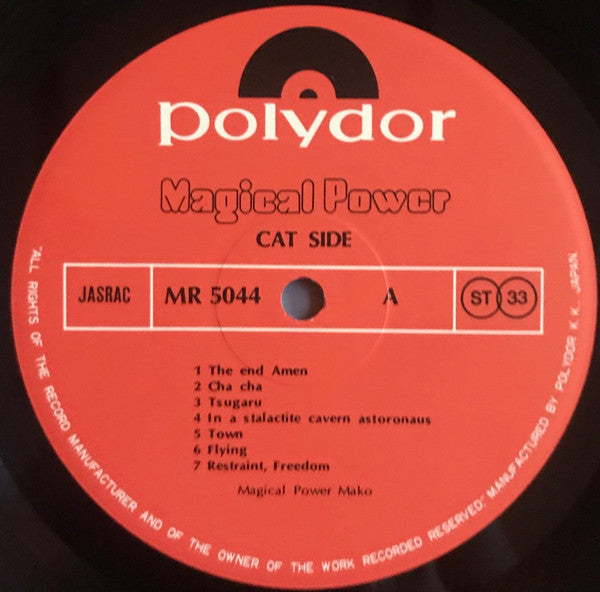 polydor
Magical Power
CAT SIDE
JASRAC MR 5044 A ST 33
1 The end Amen
2 Cha cha
3 Tsugaru
4 In a stalactite cavern astoronaus
5 Town
6 Flying
7 Restraint, Freedom
Magical Power Mako
"ALL RIGHTS OF THE RECORD MANUFACTURER AND OF THE OWNER OF THE WORK RECORDED RESERVED." MANUFACTURED BY POLYDOR K.K. JAPAN.